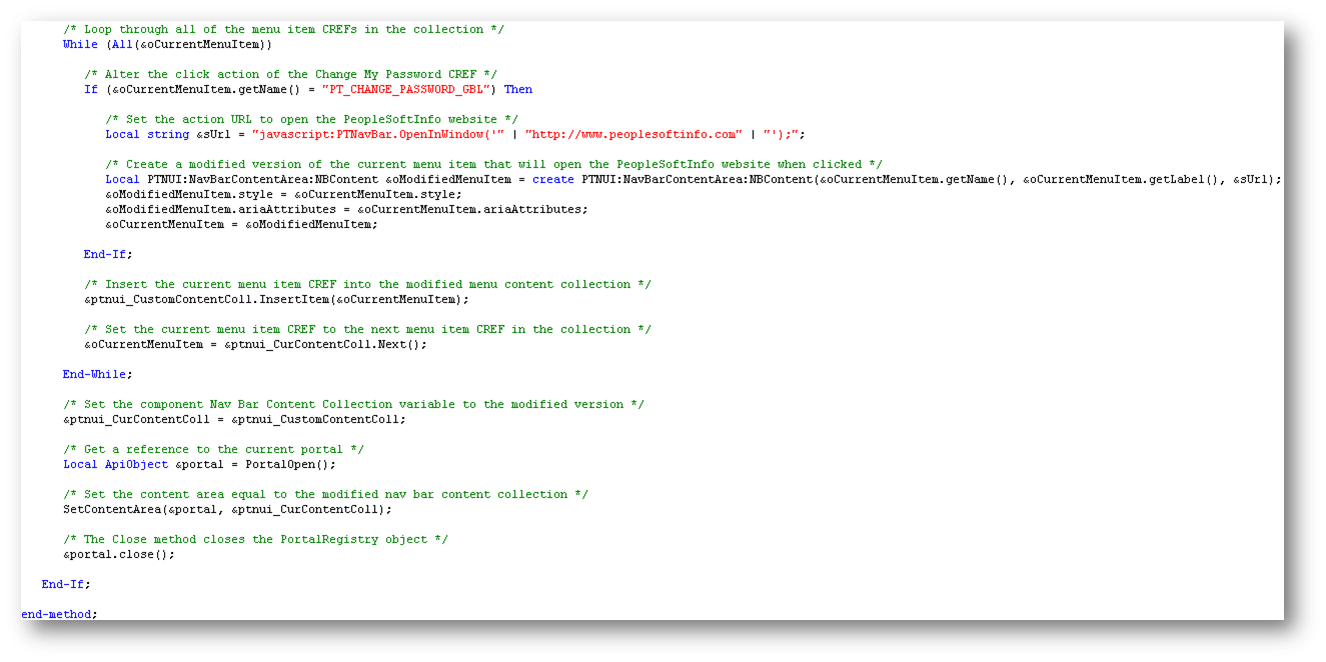 /* Loop through all of the menu item CREFs in the collection */
While (All(&oCurrentMenuItem))
/* Alter the click action of the Change My Password CREF */
If (&oCurrentMenuItem.getName() = "PT_CHANGE_PASSWORD_GBL") Then
/* Set the action URL to open the PeopleSoftInfo website */
Local string &sUrl = "javascript:PTNavBar.OpenInWindow('" | "http://www.peoplesoftinfo.com" | "');";
/* Create a modified version of the current menu item that will open the PeopleSoftInfo website when clicked */
Local PTNUI:NavBarContentArea:NBContent &oModifiedMenuItem = create PTNUI:NavBarContentArea:NBContent(&oCurrentMenuItem.getName(), &oCurrentMenuItem.getLabel(), &sUrl);
&oModifiedMenuItem.style = &oCurrentMenuItem.style;
&oModifiedMenuItem.ariaAttributes = &oCurrentMenuItem.ariaAttributes;
&oCurrentMenuItem = &oModifiedMenuItem;
End-If;
/* Insert the current menu item CREF into the modified menu content collection */
&ptnui_CustomContentColl.InsertItem(&oCurrentMenuItem);
/* Set the current menu item CREF to the next menu item CREF in the collection */
&oCurrentMenuItem = &ptnui_CurContentColl.Next();
End-While;
/* Set the component Nav Bar Content Collection variable to the modified version */
&ptnui_CurContentColl = &ptnui_CustomContentColl;
/* Get a reference to the current portal */
Local ApiObject &portal = PortalOpen();
/* Set the content area equal to the modified nav bar content collection */
SetContentArea(&portal, &ptnui_CurContentColl);
/* The Close method closes the PortalRegistry object */
&portal.close();
End-If;
end-method;